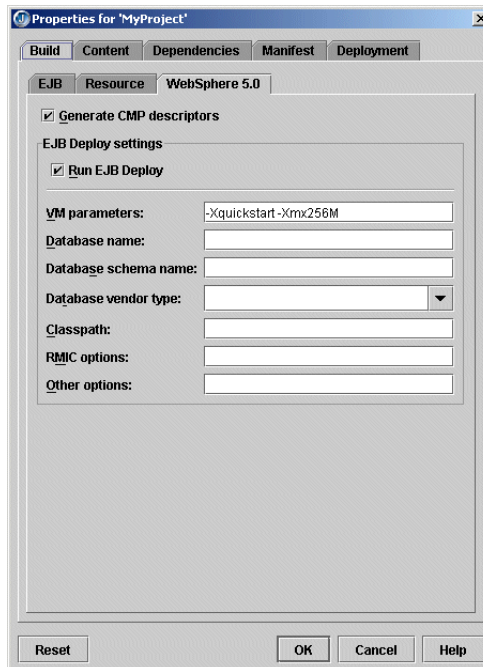 Properties for 'MyProject'
Build Content Dependencies Manifest Deployment
EJB Resource WebSphere 5.0
Generate CMP descriptors
EJB Deploy settings
Run EJB Deploy
VM parameters: -Xquickstart -Xmx256M
Database name:
Database schema name:
Database vendor type:
Classpath:
RMIC options:
Other options:
Reset OK Cancel Help